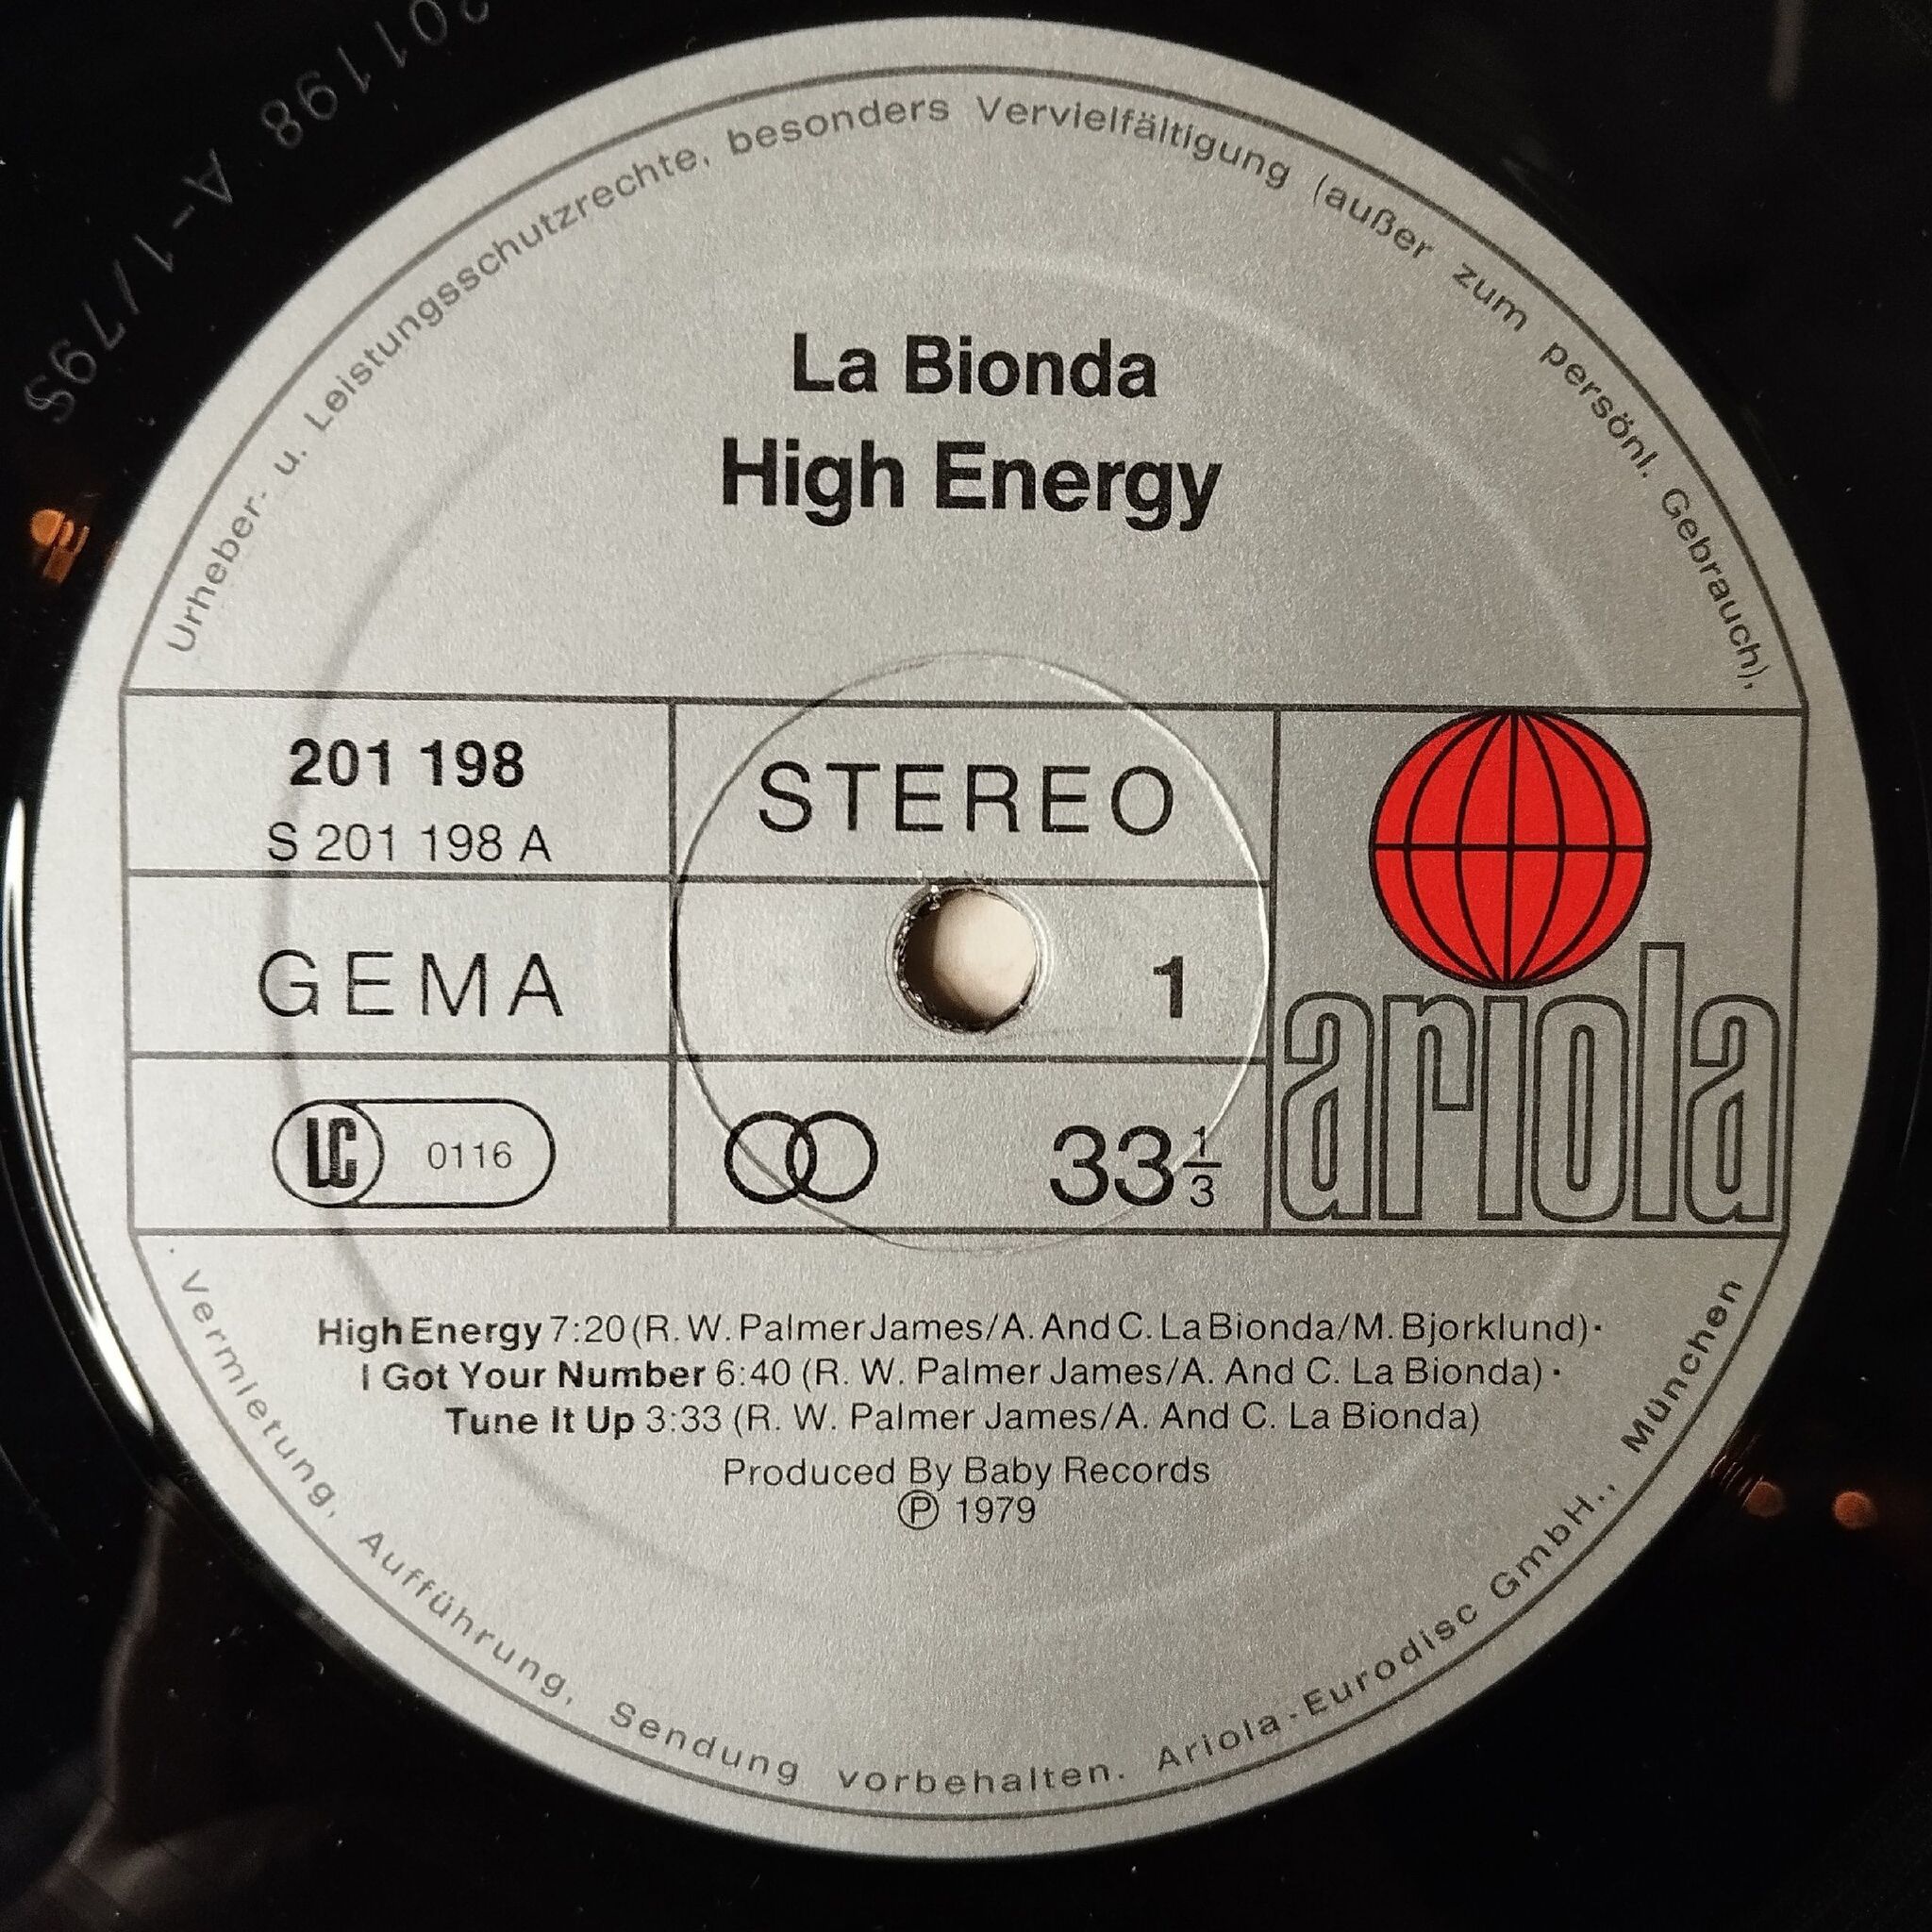 201198 A-1/79S
Urheber- u. Leistungsschutzrechte, besonders Vervielfältigung (außer zum persönl. Gebrauch),
La Bionda
High Energy
201 198
S 201 198 A
STEREO
GEMA
1
LC 0116
33 1/3
ariola
High Energy 7:20 (R. W. Palmer James/A. And C. La Bionda/M. Bjorklund)·
I Got Your Number 6:40 (R. W. Palmer James/A. And C. La Bionda)·
Tune It Up 3:33 (R. W. Palmer James/A. And C. La Bionda)
Produced By Baby Records
Ⓟ 1979
Vermietung, Aufführung, Sendung vorbehalten. Ariola-Eurodisc GmbH., München